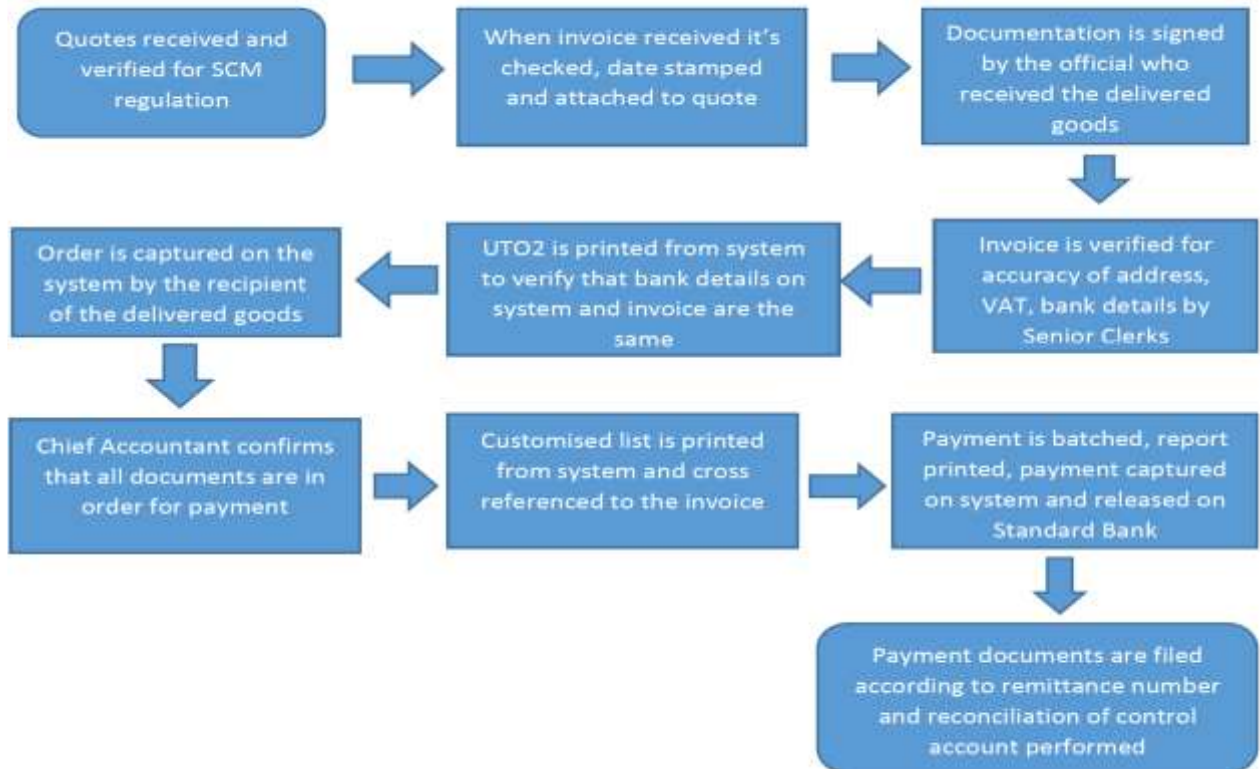 Quotes received and
verified for SCM
regulation
When invoice received it's
checked, date stamped
and attached to quote
Documentation is signed
by the official who
received the delivered
goods
Invoice is verified for
accuracy of address,
VAT, bank details by
Senior Clerks
UTO2 is printed from system
to verify that bank details on
system and invoice are the
same
Order is captured on the
system by the recipient
of the delivered goods
Chief Accountant confirms
that all documents are in
order for payment
Customised list is printed
from system and cross
referenced to the invoice
Payment is batched, report
printed, payment captured
on system and released on
Standard Bank
Payment documents are filed
according to remittance number
and reconciliation of control
account performed